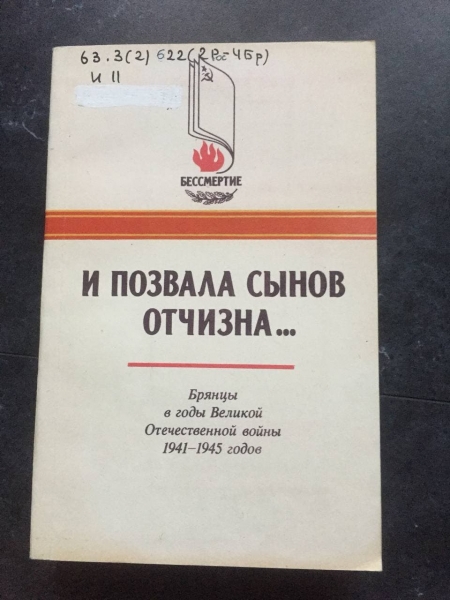 63.3(2)622(2Рос-4Бр)
И 11
БЕССМЕРТИЕ
И ПОЗВАЛА СЫНОВ
ОТЧИЗНА...
Брянцы
в годы Великой
Отечественной войны
1941-1945 годов